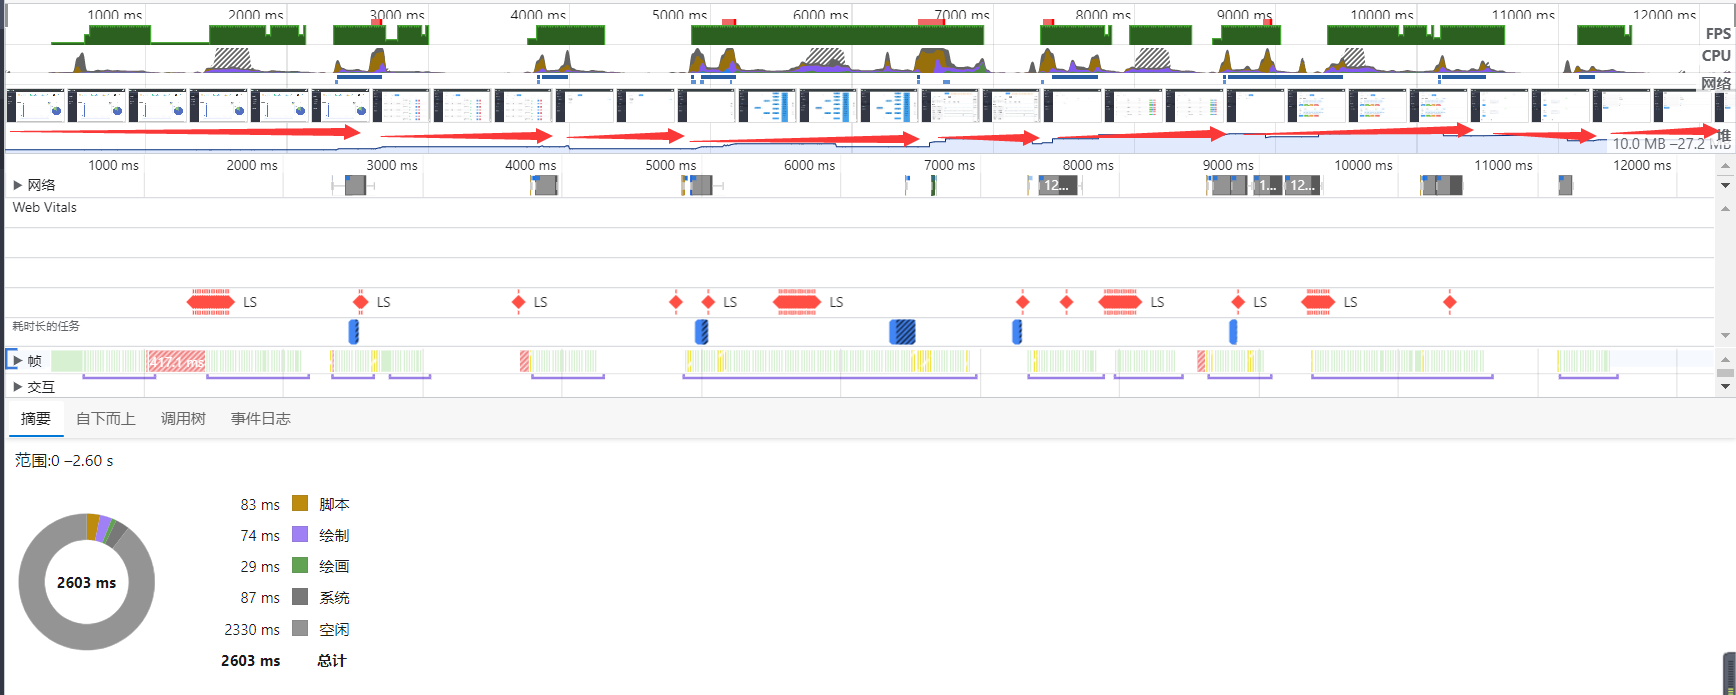 1000 ms 2000 ms 3000 ms 4000 ms 5000 ms 6000 ms 7000 ms 8000 ms 9000 ms 10000 ms 11000 ms 12000 ms
FPS
CPU
网络
堆
10.0 MB –27.2 MB
1000 ms 2000 ms 3000 ms 4000 ms 5000 ms 6000 ms 7000 ms 8000 ms 9000 ms 10000 ms 11000 ms 12000 ms
网络 12... 1... 12...
Web Vitals
LS LS LS LS LS LS LS LS
耗时长的任务
帧 417.1 ms
交互
摘要 自下而上 调用树 事件日志
范围:0 –2.60 s
83 ms 脚本
74 ms 绘制
29 ms 绘画
87 ms 系统
2330 ms 空闲
2603 ms 总计
2603 ms